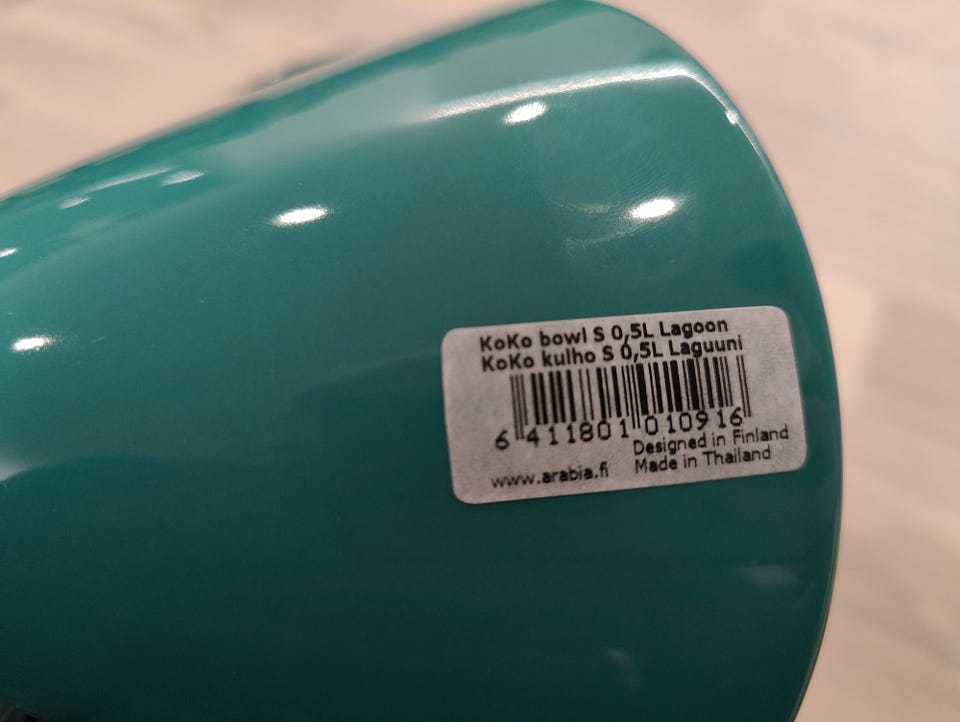 KoKo bowl S 0,5L Lagoon
KoKo kulho S 0,5L Laguuni
6 411801 010916
Designed in Finland
www.arabia.fi Made in Thailand